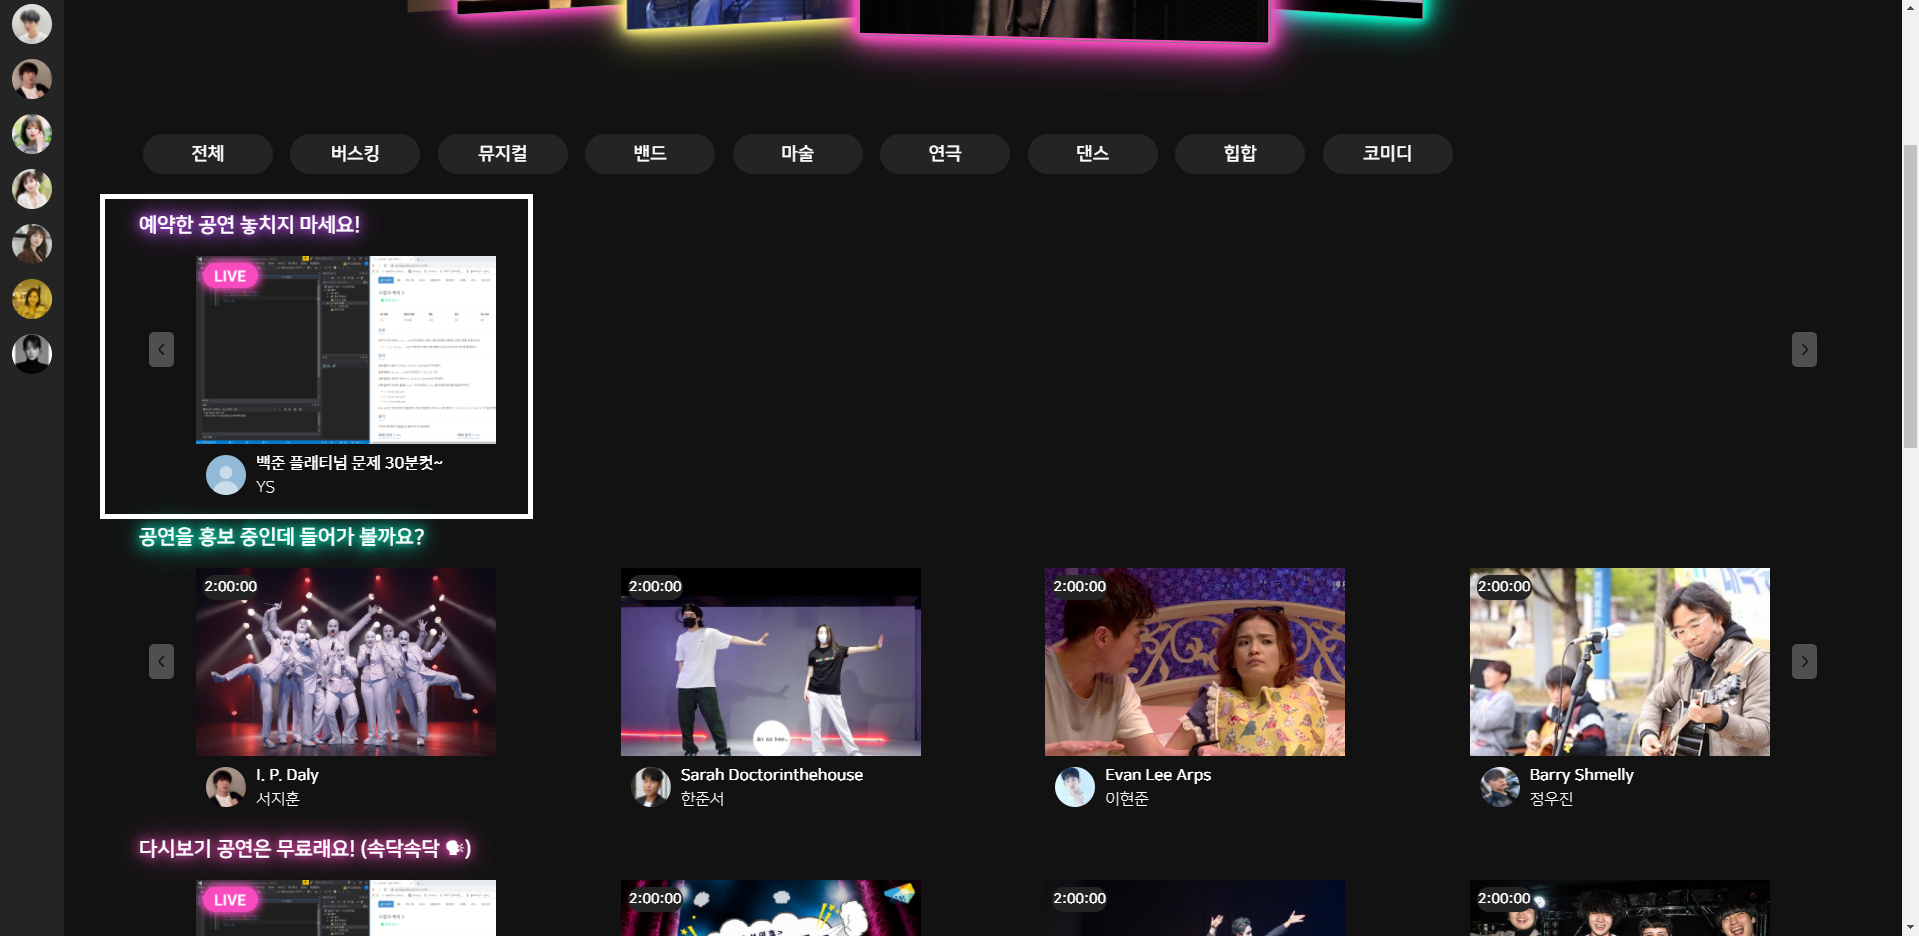 전체
버스킹
뮤지컬
밴드
마술
연극
댄스
힙합
코미디
예약한 공연 놓치지 마세요!
LIVE
백준 플래티넘 문제 30분컷~
YS
공연을 홍보 중인데 들어가 볼까요?
2:00:00
2:00:00
2:00:00
2:00:00
An so hee.
I. P. Daly
서지훈
Sarah Doctorinthehouse
한준서
Evan Lee Arps
이현준
Barry Shmelly
정우진
다시보기 공연은 무료래요! (속닥속닥 🗣)
LIVE
2:00:00
2:00:00
2:00:00